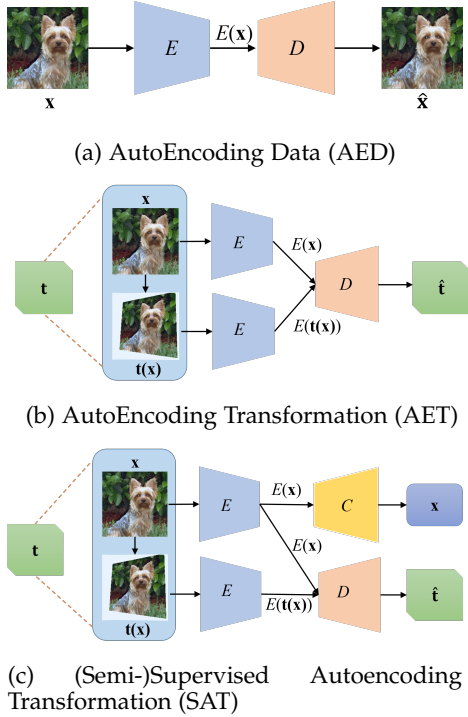 E E(x) D
x x̂
(a) AutoEncoding Data (AED)
x
E E(x)
t D t̂
E E(t(x))
t(x)
(b) AutoEncoding Transformation (AET)
x
E E(x) C x
E(x)
t
E E(t(x)) D t̂
t(x)
(c) (Semi-)Supervised Autoencoding
Transformation (SAT)